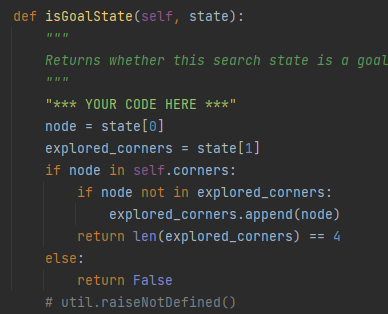 def isGoalState(self, state):
    """
    Returns whether this search state is a goal
    """
    "*** YOUR CODE HERE ***"
    node = state[0]
    explored_corners = state[1]
    if node in self.corners:
        if node not in explored_corners:
            explored_corners.append(node)
        return len(explored_corners) == 4
    else:
        return False
    # util.raiseNotDefined()